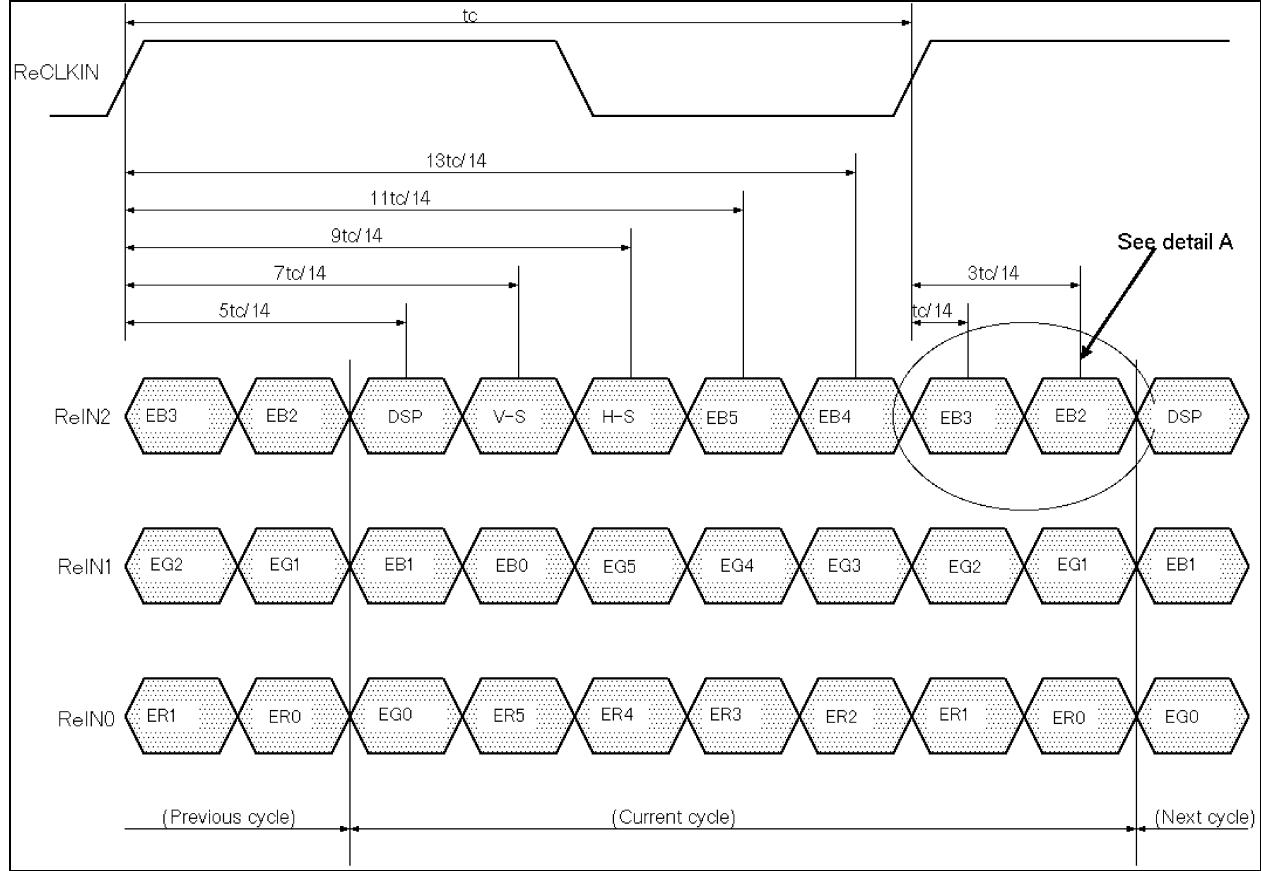 tc
ReCLKIN
13tc/14
11tc/14
9tc/14
See detail A
7tc/14
3tc/14
5tc/14
tc/14
ReIN2 EB3 EB2 DSP V-S H-S EB5 EB4 EB3 EB2 DSP
ReIN1 EG2 EG1 EB1 EB0 EG5 EG4 EG3 EG2 EG1 EB1
ReIN0 ER1 ER0 EG0 ER5 ER4 ER3 ER2 ER1 ER0 EG0
(Previous cycle) (Current cycle) (Next cycle)